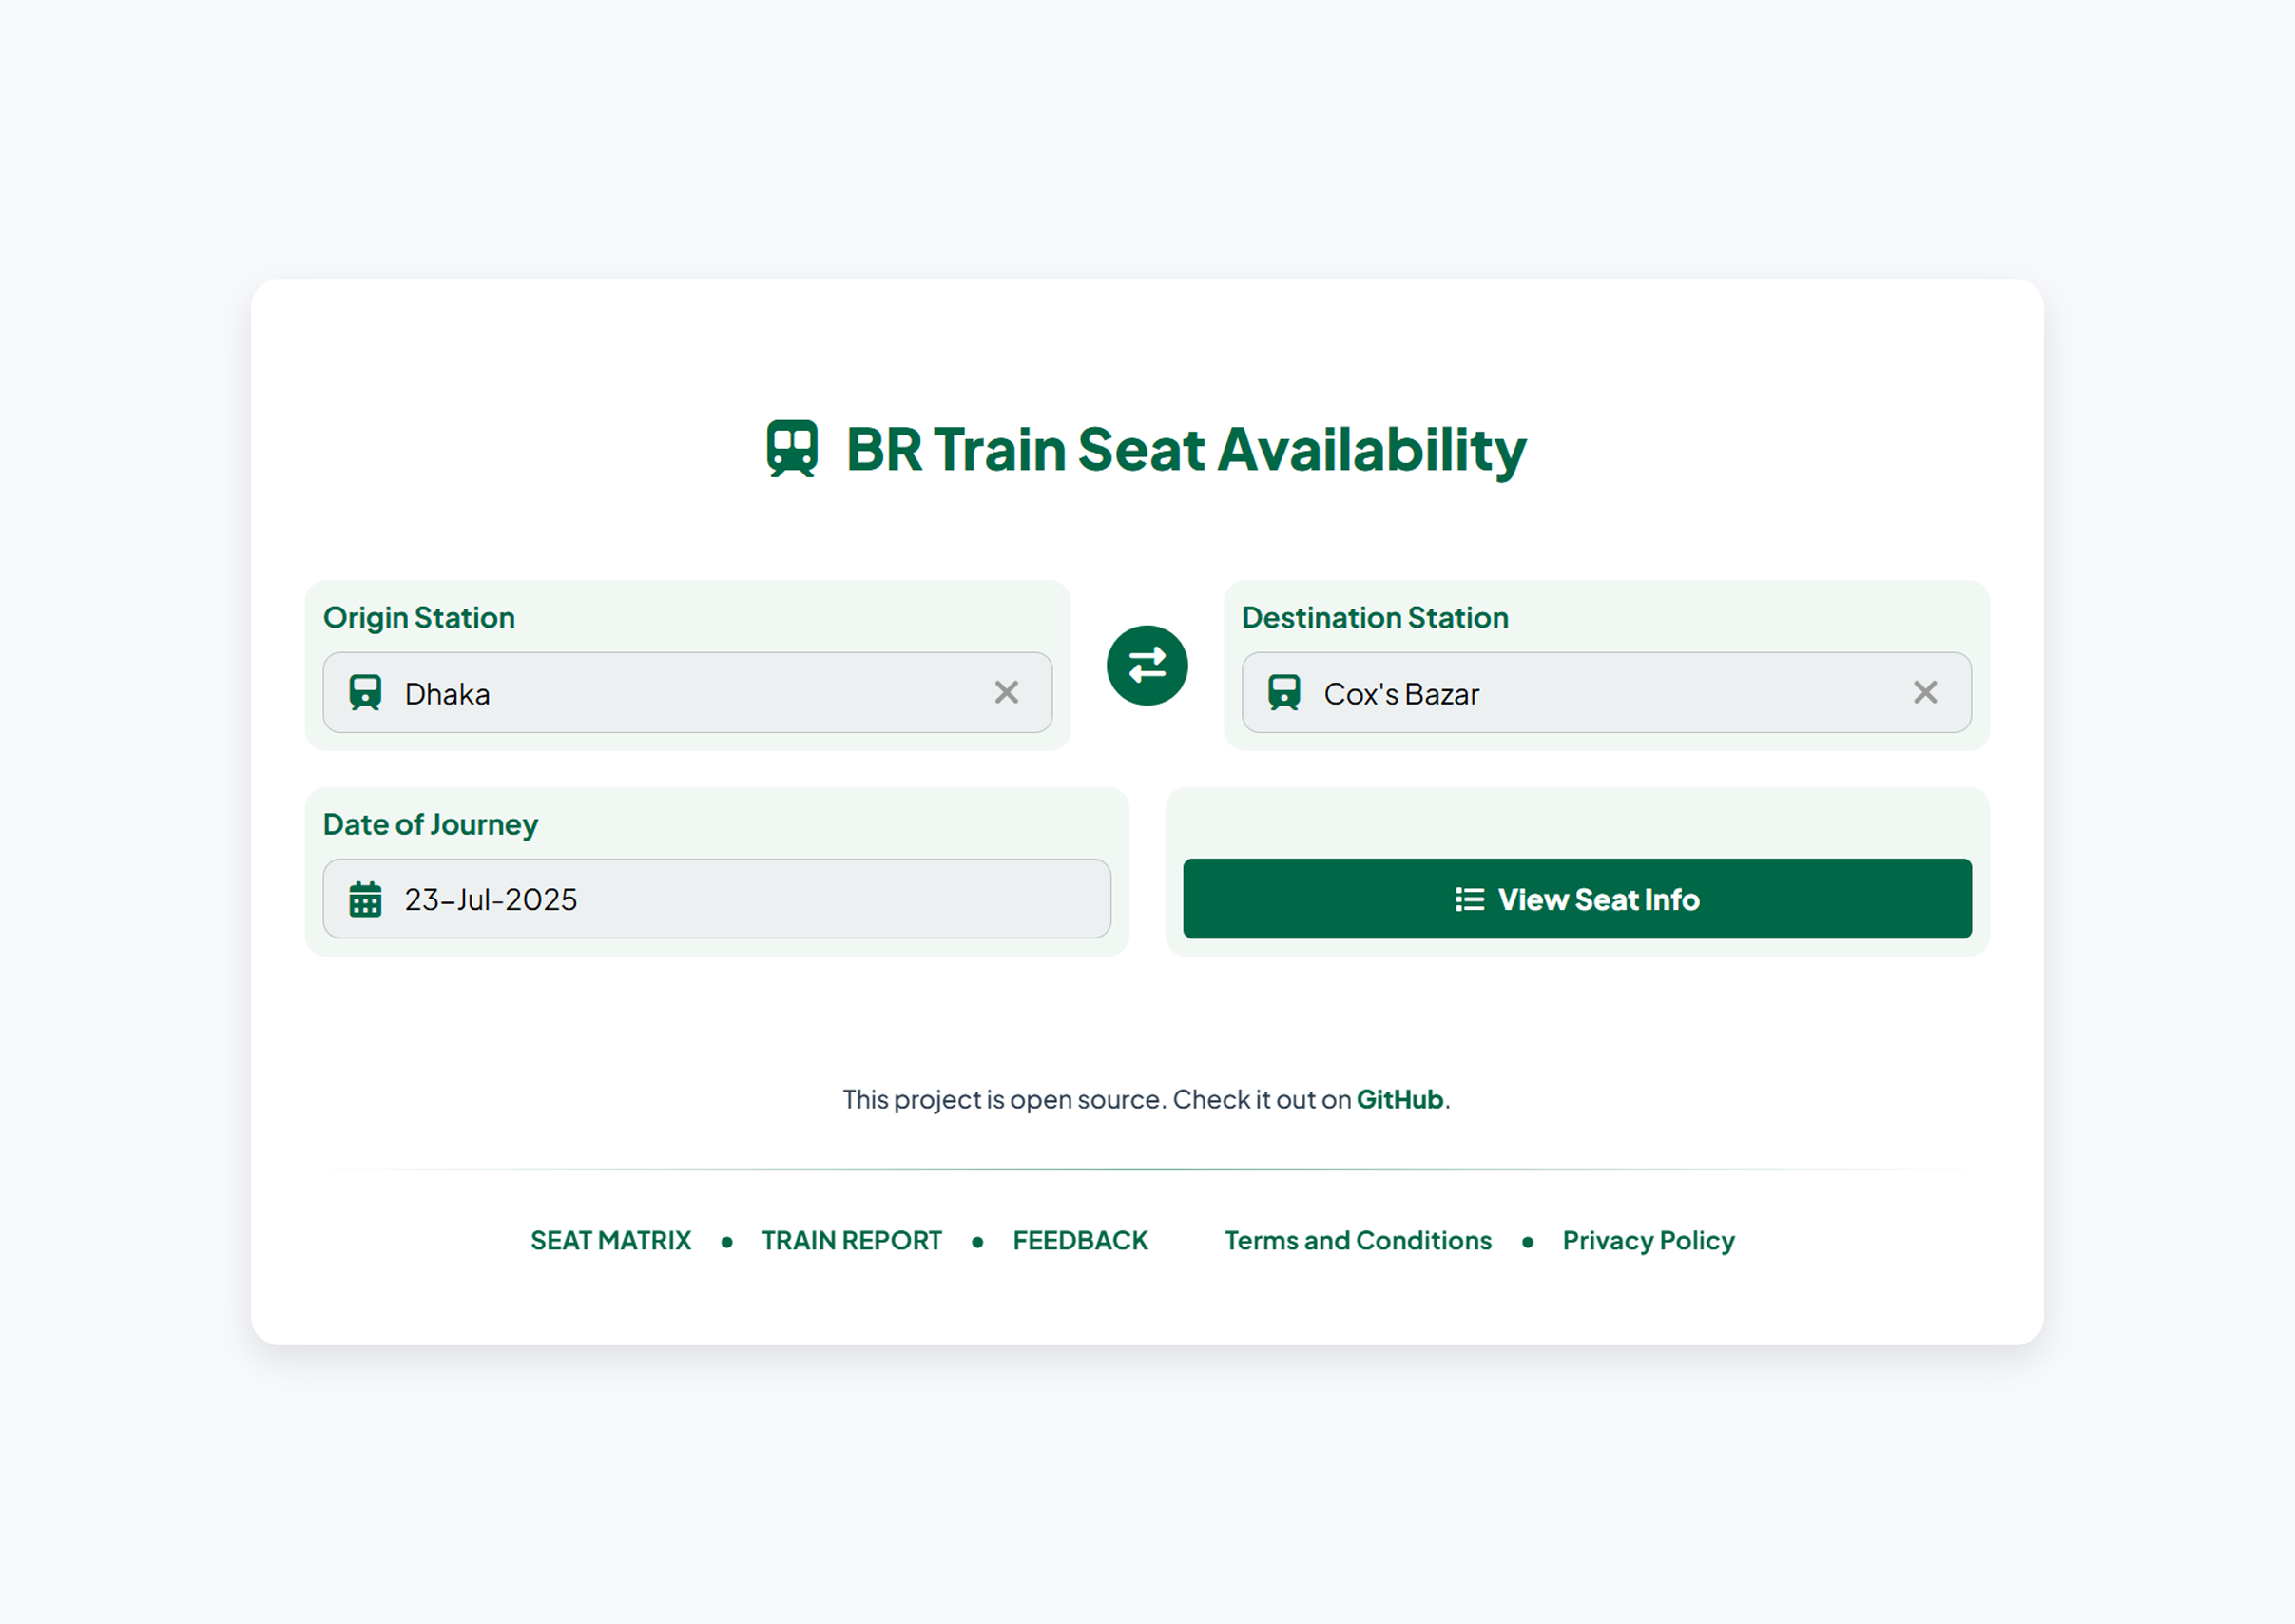 BR Train Seat Availability
Origin Station
Dhaka
Destination Station
Cox's Bazar
Date of Journey
23-Jul-2025
View Seat Info
This project is open source. Check it out on GitHub.
SEAT MATRIX • TRAIN REPORT • FEEDBACK Terms and Conditions • Privacy Policy